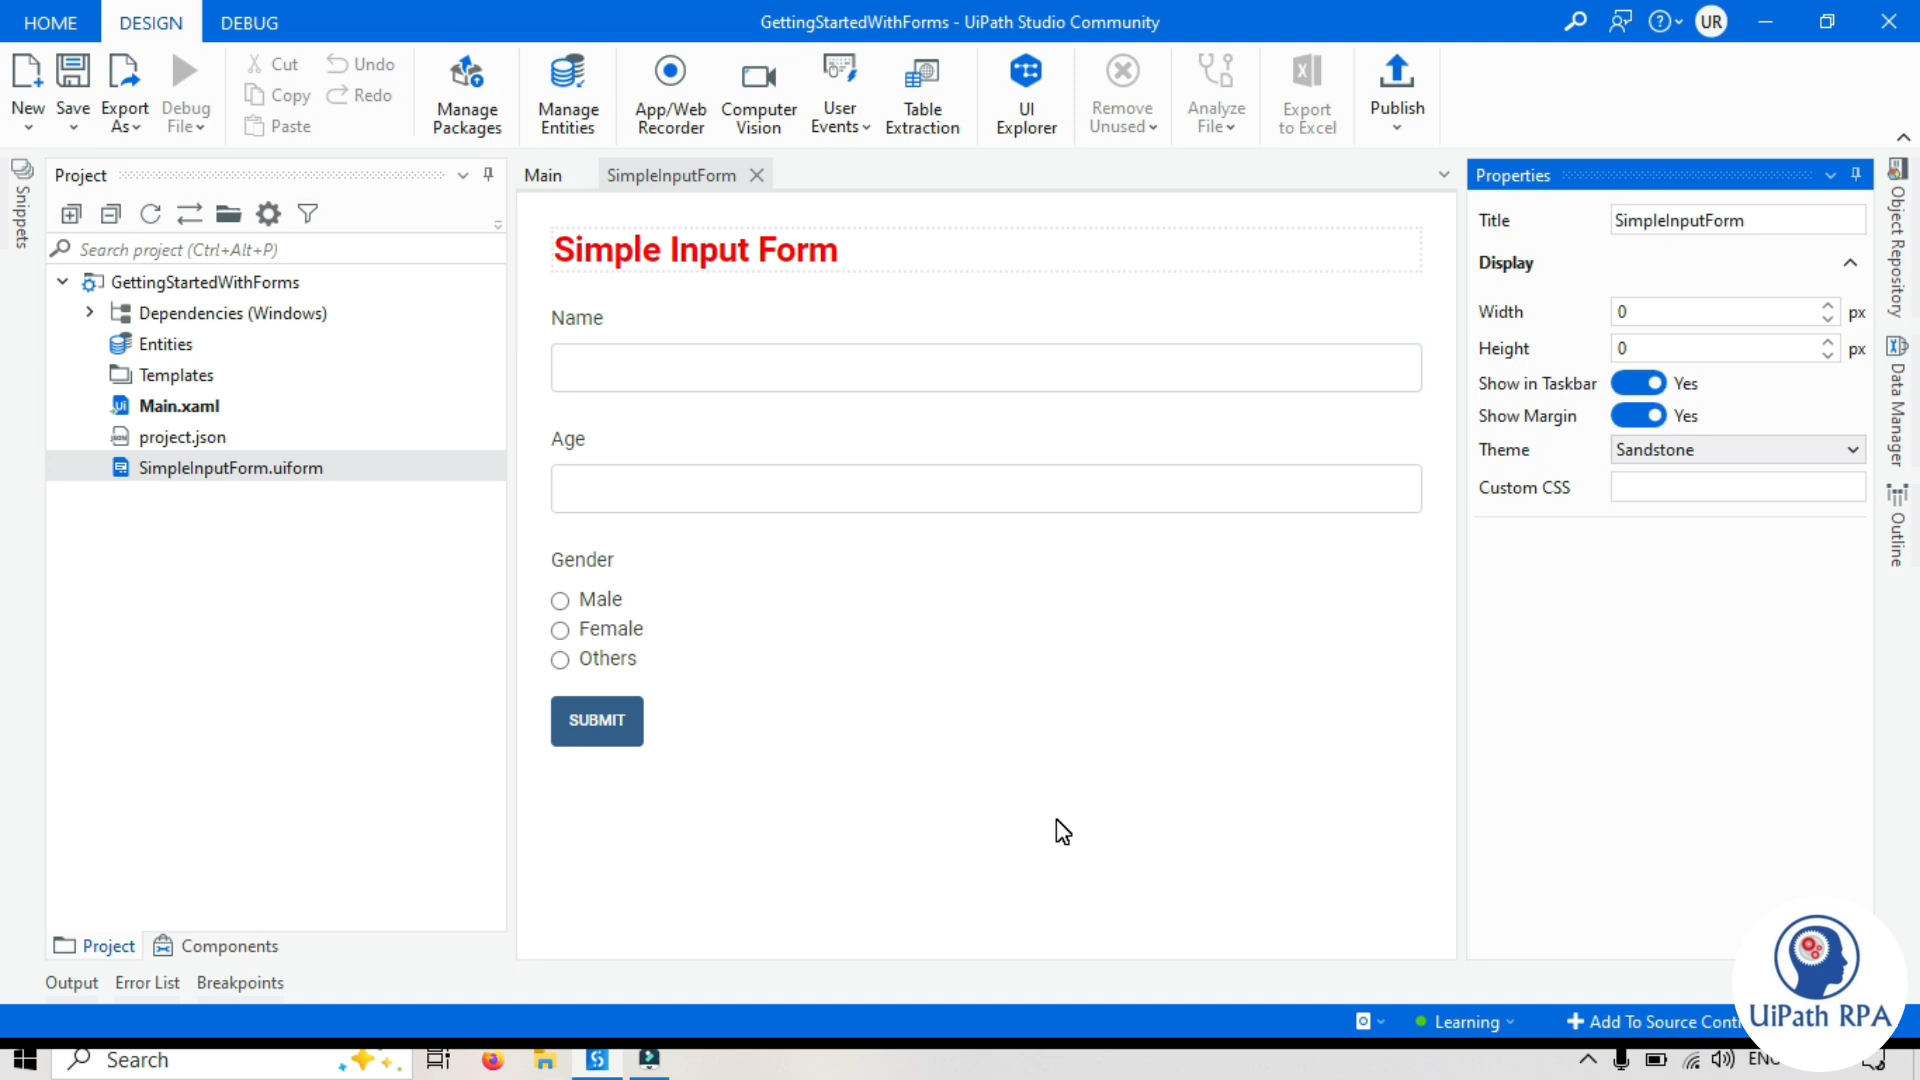 HOME DESIGN DEBUG
GettingStartedWithForms - UiPath Studio Community
UR
New
Save
Export As
Debug File
Cut
Copy
Paste
Undo
Redo
Manage Packages
Manage Entities
App/Web Recorder
Computer Vision
User Events
Table Extraction
UI Explorer
Remove Unused
Analyze File
Export to Excel
Publish
Snippets
Project
Search project (Ctrl+Alt+P)
GettingStartedWithForms
Dependencies (Windows)
Entities
Templates
Main.xaml
project.json
SimpleInputForm.uiform
Project
Components
Main
SimpleInputForm
Simple Input Form
Name
Age
Gender
Male
Female
Others
SUBMIT
Properties
Title SimpleInputForm
Display
Width 0 px
Height 0 px
Show in Taskbar Yes
Show Margin Yes
Theme Sandstone
Custom CSS
Object Repository
Data Manager
Outline
Output Error List Breakpoints
Learning
Add To Source
UiPath RPA
Search